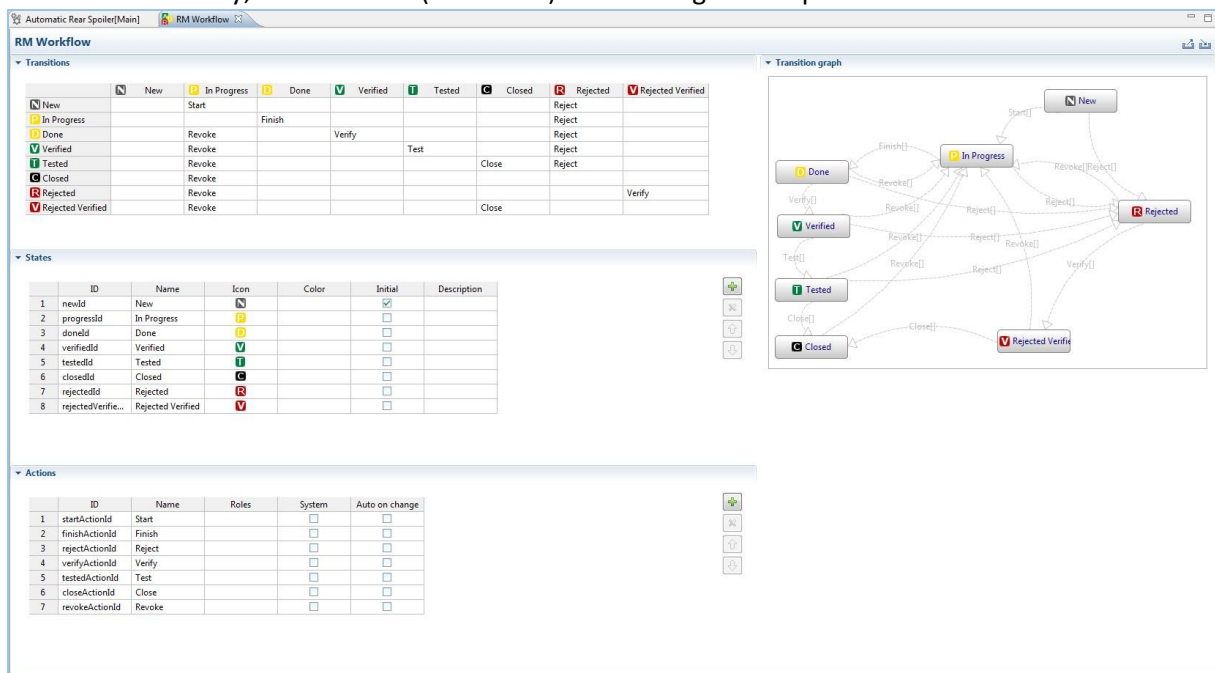 Automatic Rear Spoiler[Main] RM Workflow
RM Workflow
Transitions
N New P In Progress D Done V Verified T Tested C Closed R Rejected V Rejected Verified
N New Start Reject
P In Progress Finish Reject
D Done Revoke Verify Reject
V Verified Revoke Test Reject
T Tested Revoke Close Reject
C Closed Revoke
R Rejected Revoke Verify
V Rejected Verified Revoke Close
States
ID Name Icon Color Initial Description
1 newId New N
2 progressId In Progress P
3 doneId Done D
4 verifiedId Verified V
5 testedId Tested T
6 closedId Closed C
7 rejectedId Rejected R
8 rejectedVerifie... Rejected Verified V
Actions
ID Name Roles System Auto on change
1 startActionId Start
2 finishActionId Finish
3 rejectActionId Reject
4 verifyActionId Verify
5 testedActionId Test
6 closeActionId Close
7 revokeActionId Revoke
Transition graph
N New
Start[]
Finish[]
P In Progress
D Done
Revoke[]Reject[]
Revoke[]
Verify[]
Revoke[]
Reject[]
Reject[]
R Rejected
V Verified
Revoke[]
Reject[]
Revoke[]
Test[]
Revoke[]
Reject[]
Verify[]
T Tested
Close[]
Close[]
C Closed
V Rejected Verifie